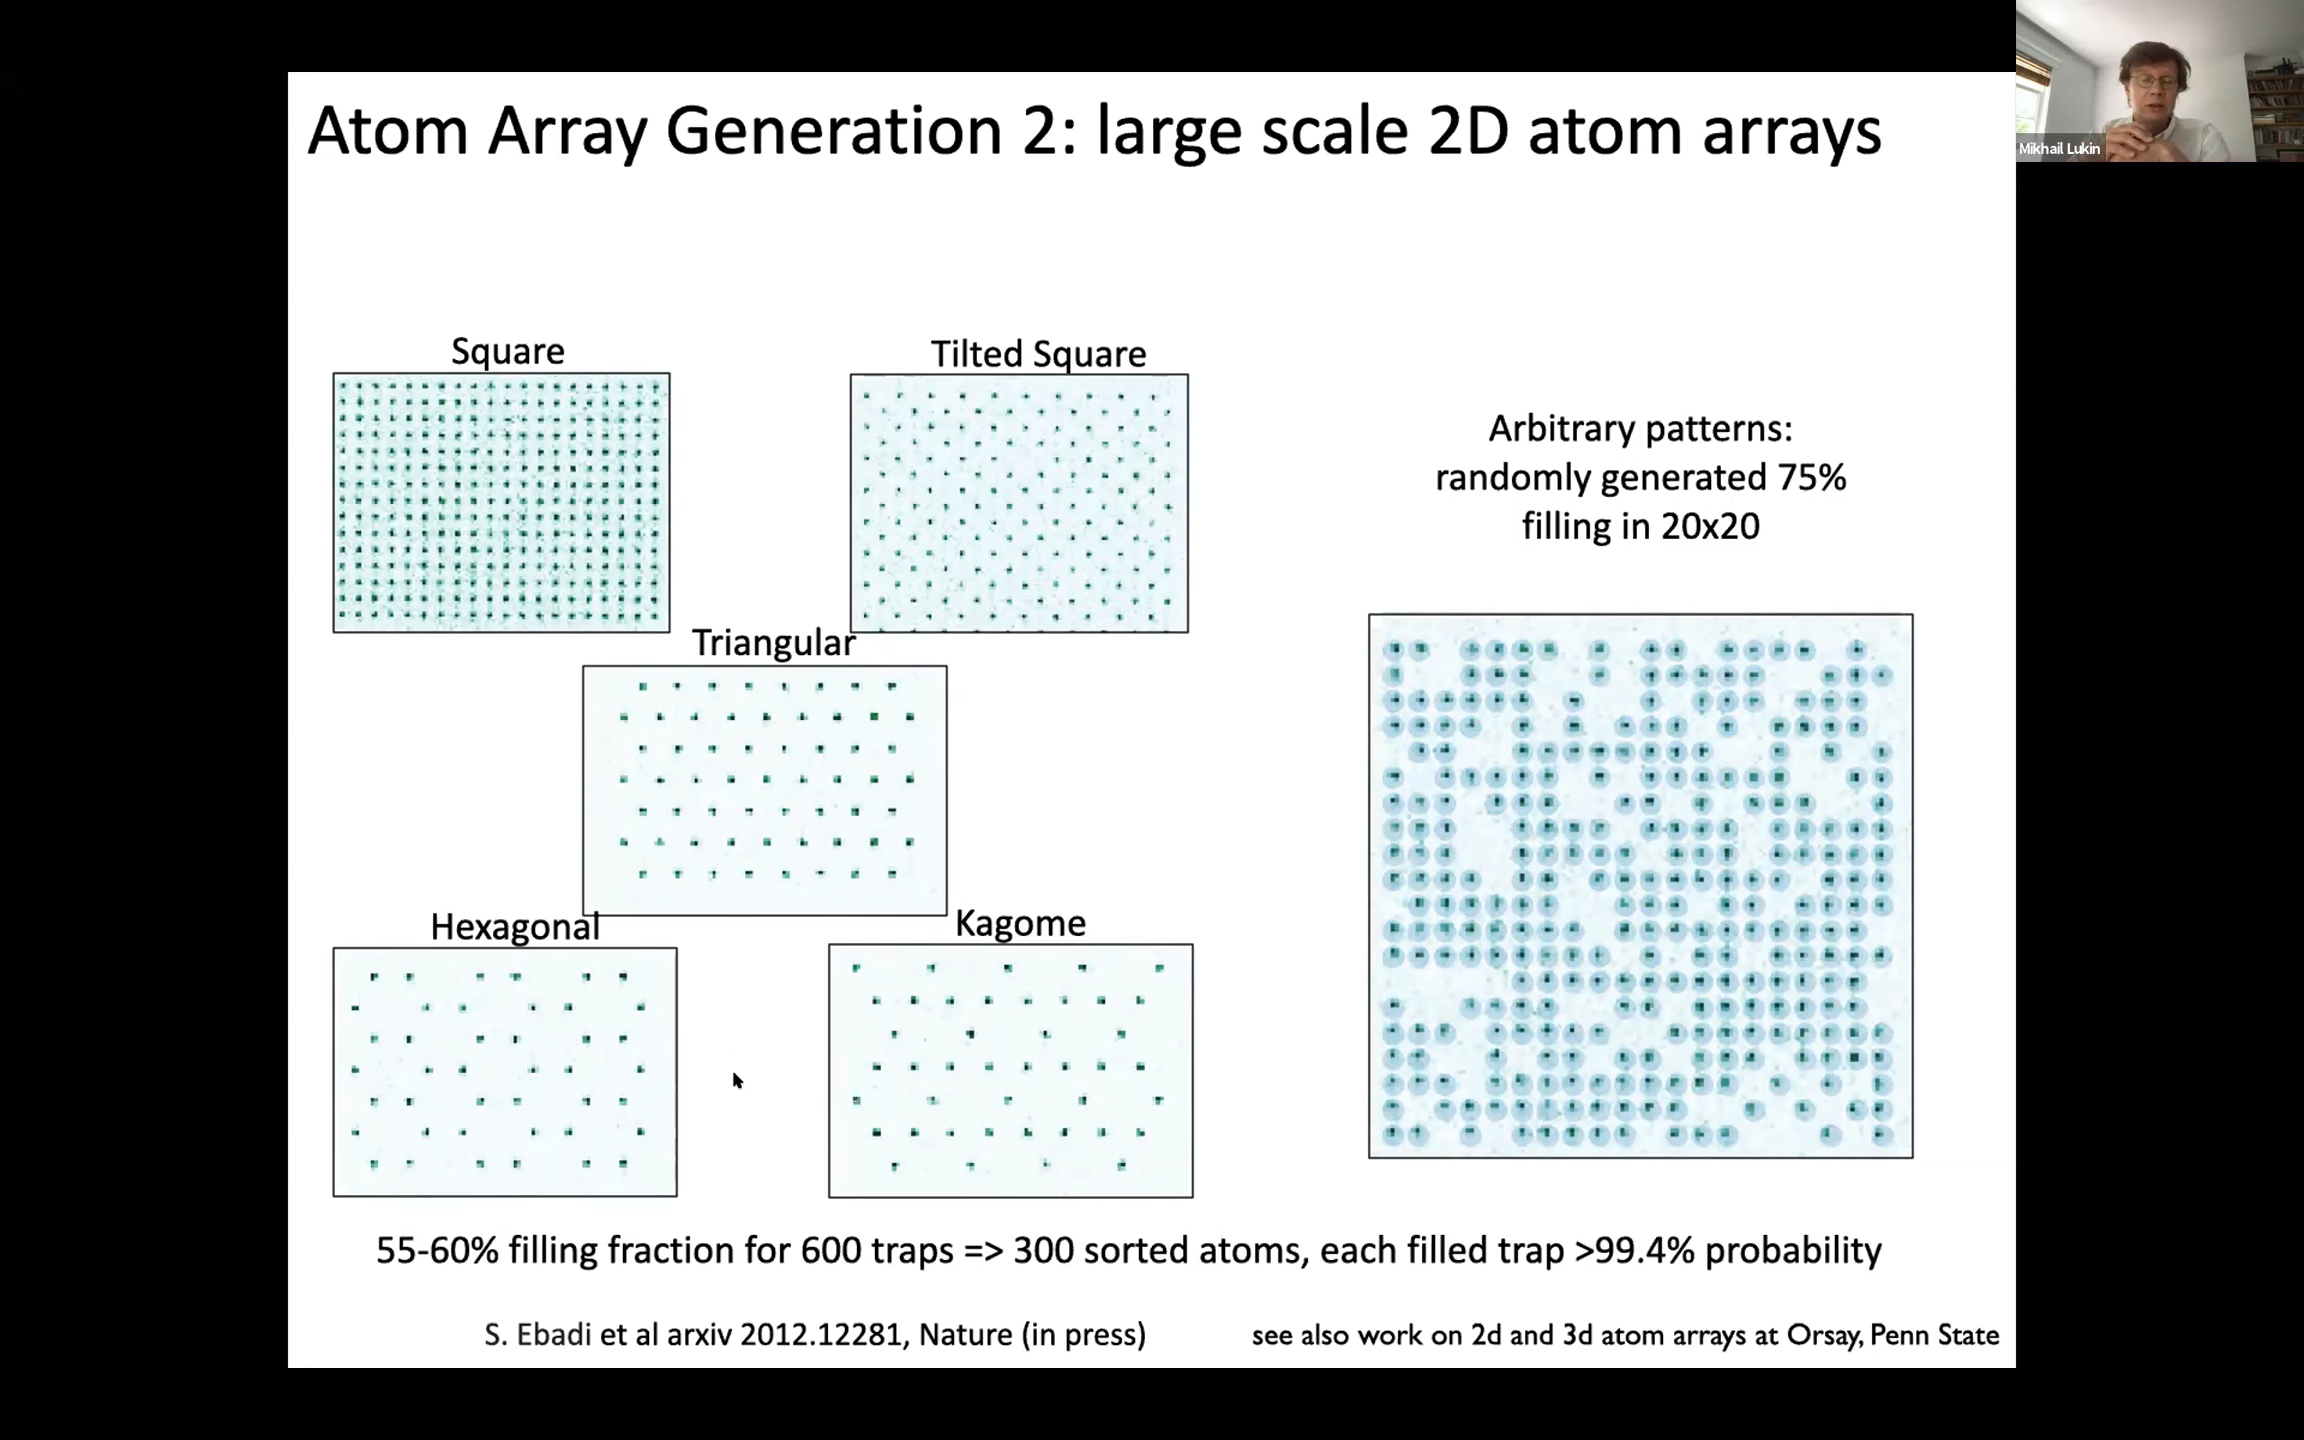 Atom Array Generation 2: large scale 2D atom arrays
Mikhail Lukin
Square
Tilted Square
Triangular
Hexagonal
Kagome
Arbitrary patterns:
randomly generated 75%
filling in 20x20
55-60% filling fraction for 600 traps => 300 sorted atoms, each filled trap >99.4% probability
S. Ebadi et al arxiv 2012.12281, Nature (in press)
see also work on 2d and 3d atom arrays at Orsay, Penn State